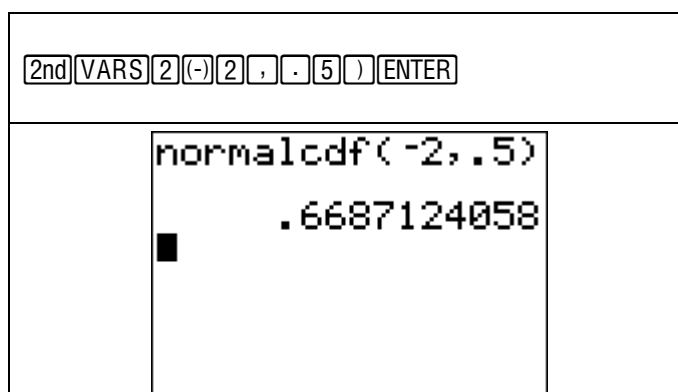 2nd VARS 2 (-) 2 , . 5 ) ENTER
normalcdf(⁻2,.5)
.6687124058